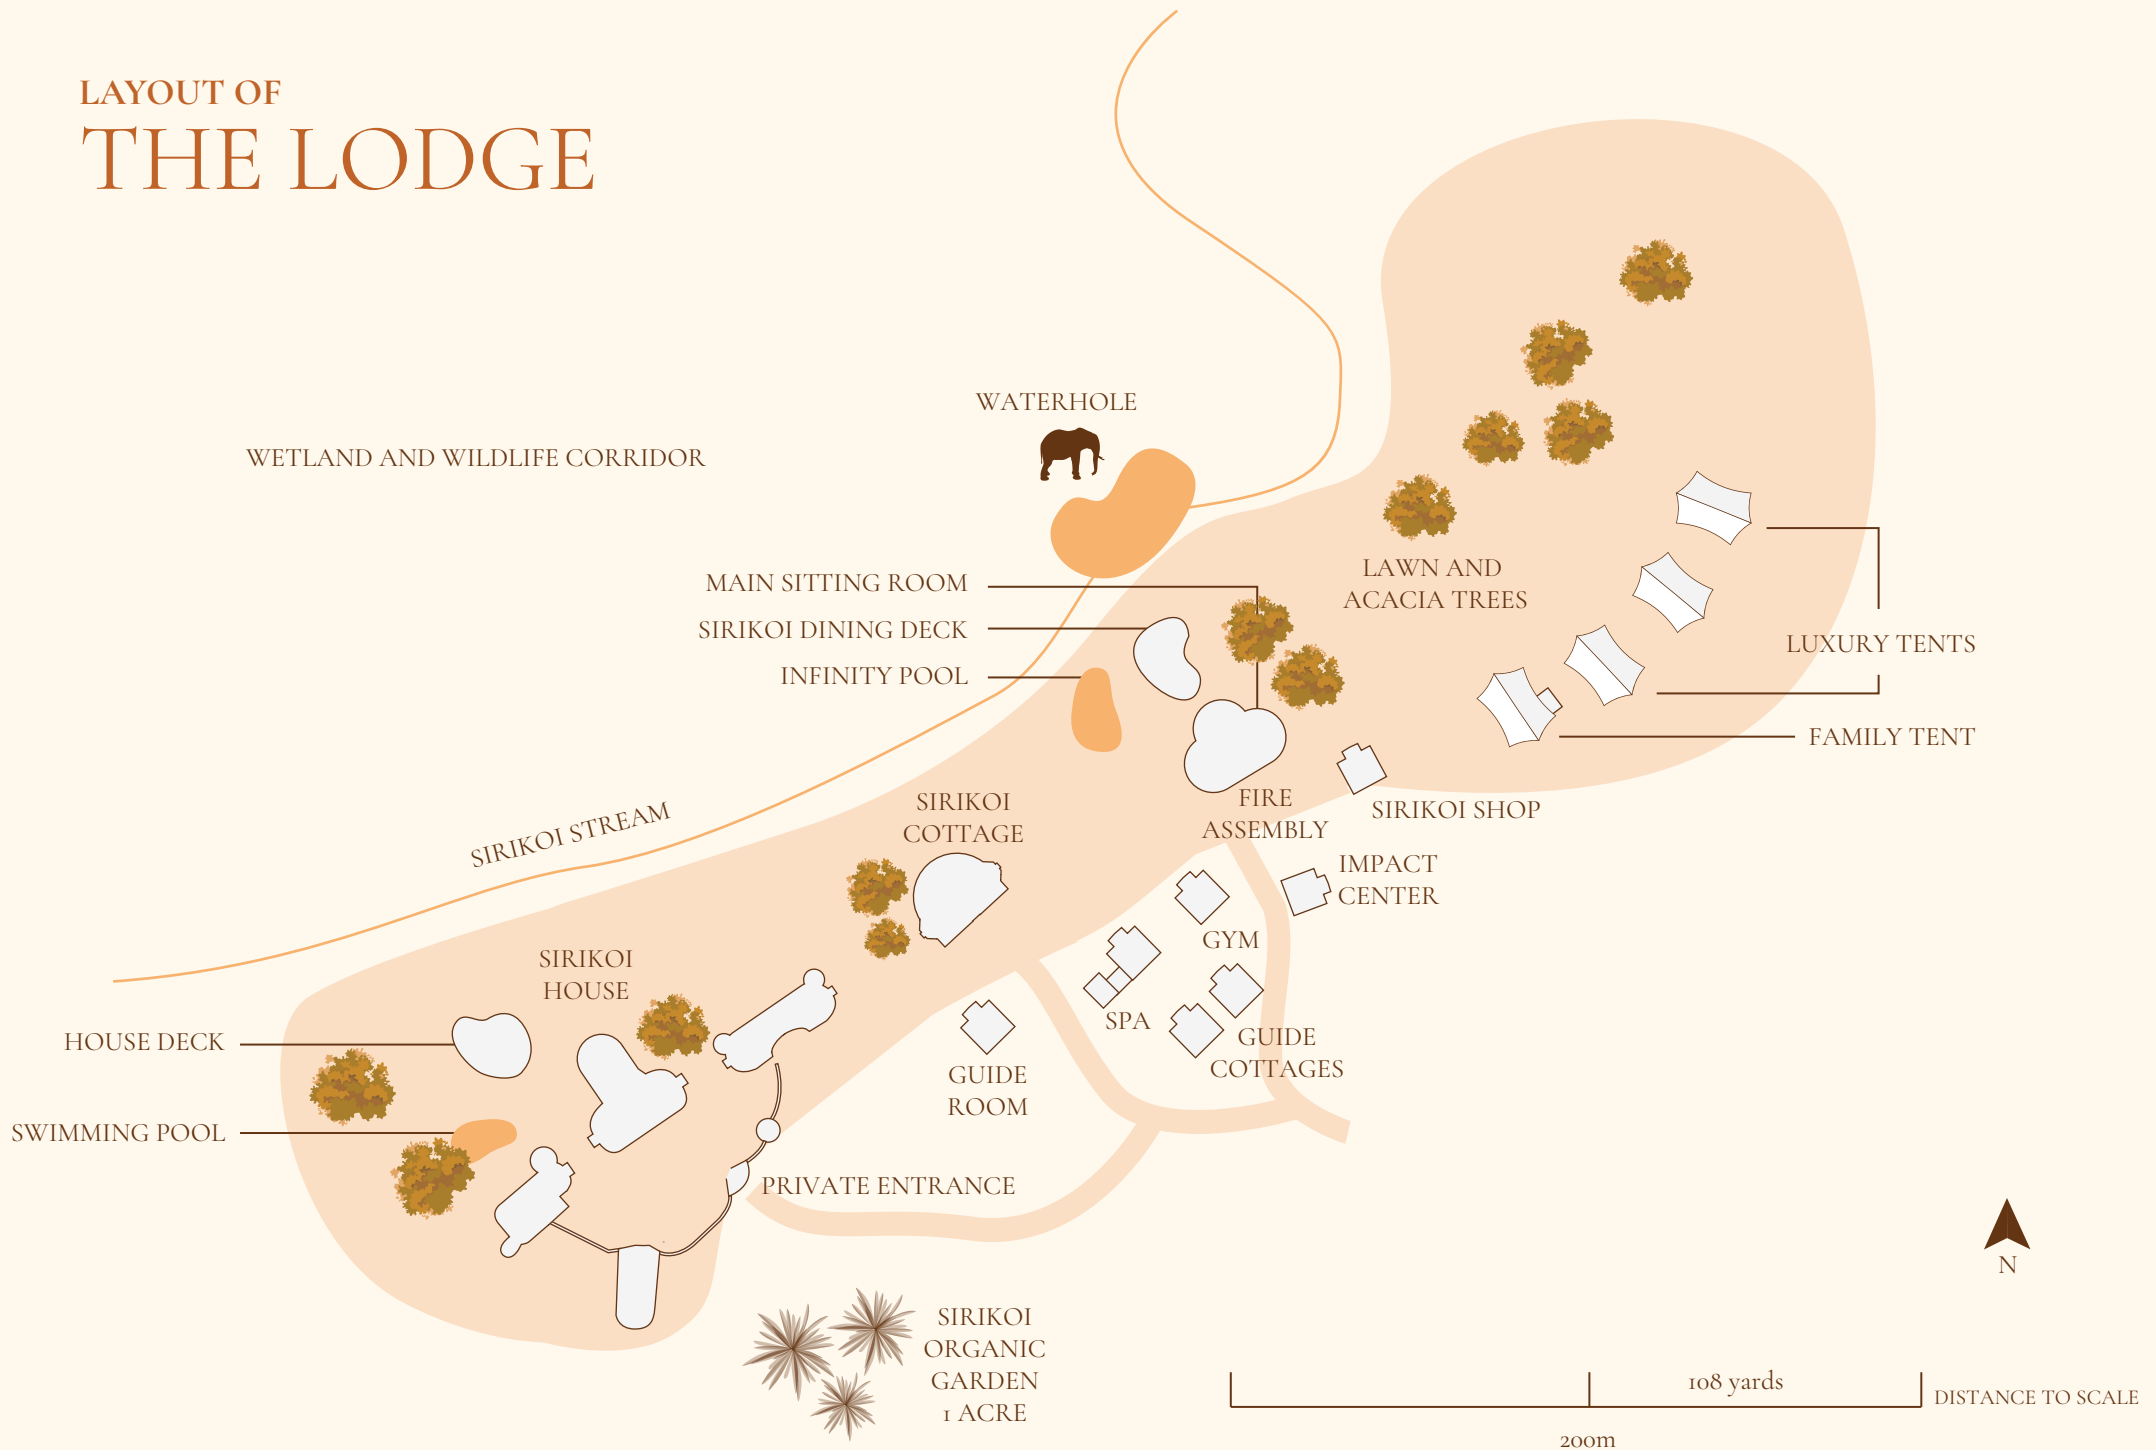 LAYOUT OF
THE LODGE
WATERHOLE
WETLAND AND WILDLIFE CORRIDOR
MAIN SITTING ROOM
SIRIKOI DINING DECK
INFINITY POOL
LAWN AND
ACACIA TREES
LUXURY TENTS
FAMILY TENT
SIRIKOI STREAM
SIRIKOI
COTTAGE
FIRE
ASSEMBLY
SIRIKOI SHOP
IMPACT
CENTER
GYM
SIRIKOI
HOUSE
HOUSE DECK
SPA
GUIDE
COTTAGES
GUIDE
ROOM
SWIMMING POOL
PRIVATE ENTRANCE
N
SIRIKOI
ORGANIC
GARDEN
1 ACRE
108 yards
DISTANCE TO SCALE
200m